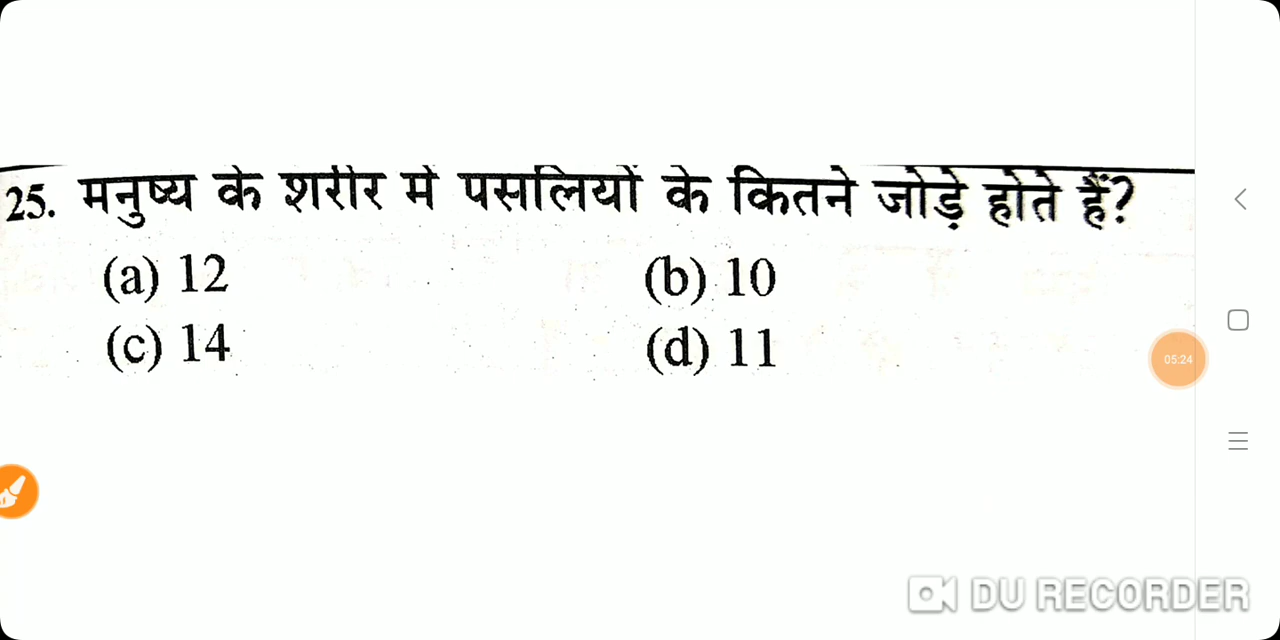 25. मनुष्य के शरीर में पसलियों के कितने जोड़े होते हैं?
(a) 12 (b) 10
(c) 14 (d) 11
05:24
DU RECORDER